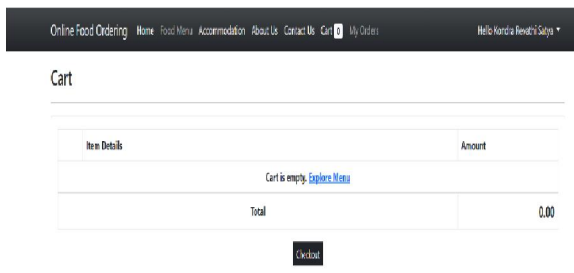 Online Food Ordering Home Food Menu Accommodation About Us Contact Us Cart 0 My Orders Hello Kondra Revathi Satya
Cart
Item Details Amount
Cart is empty. Explore Menu
Total 0.00
Checkout